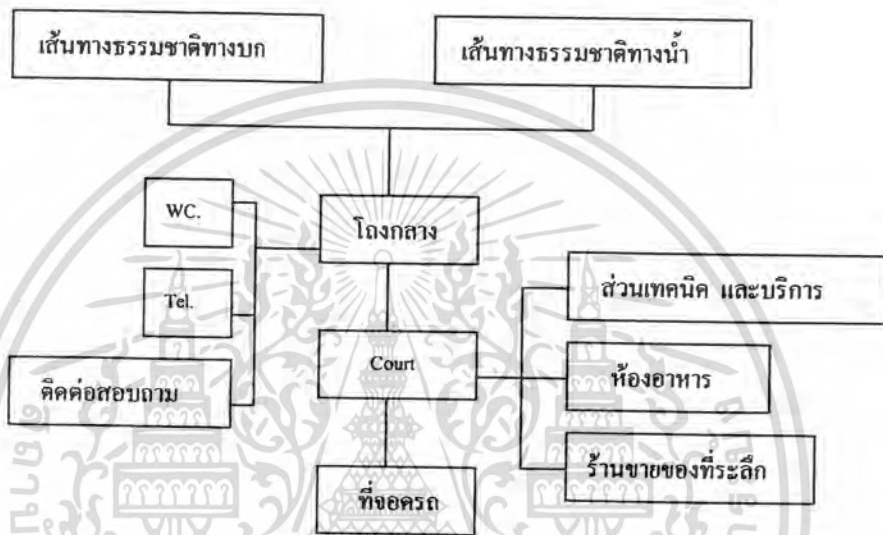 เส้นทางธรรมชาติทางบก
เส้นทางธรรมชาติทางน้ำ
WC.
โถงกลาง
Tel.
ส่วนเทคนิค และบริการ
Court
ห้องอาหาร
ติดต่อสอบถาม
ร้านขายของที่ระลึก
ที่จอดรถ